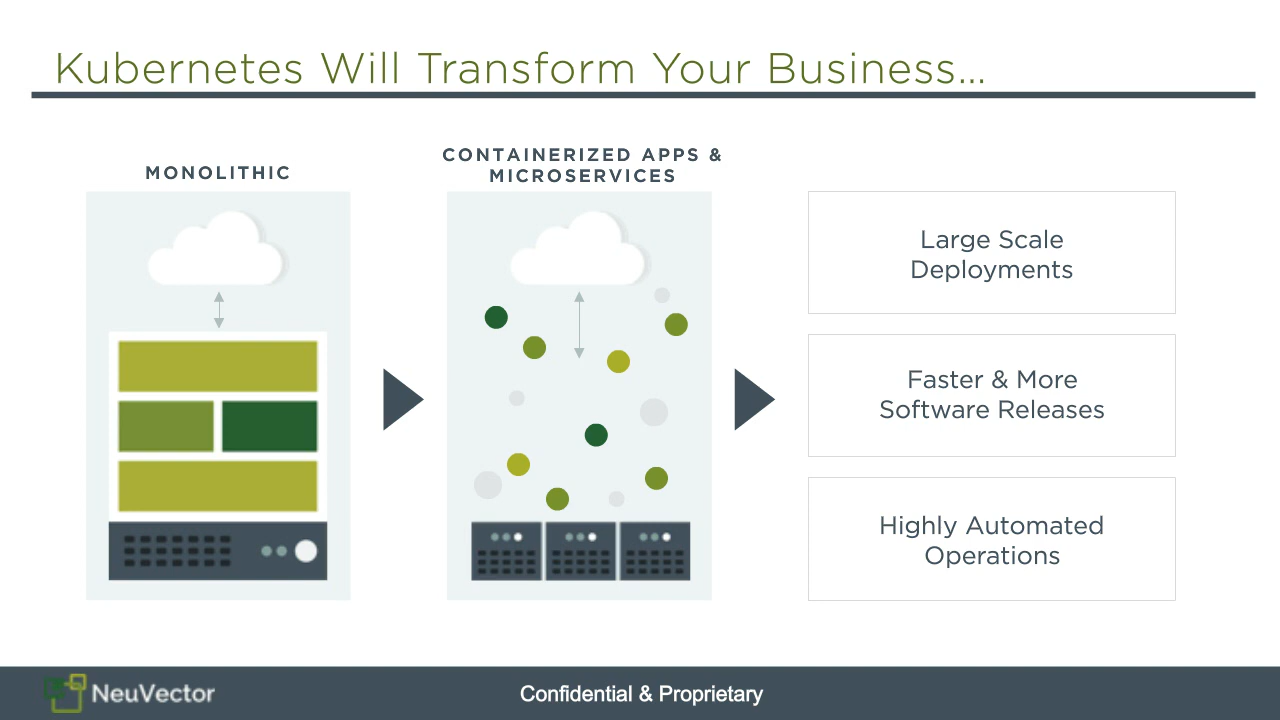 Kubernetes Will Transform Your Business...
MONOLITHIC
CONTAINERIZED APPS &
MICROSERVICES
Large Scale
Deployments
Faster & More
Software Releases
Highly Automated
Operations
NeuVector
Confidential & Proprietary